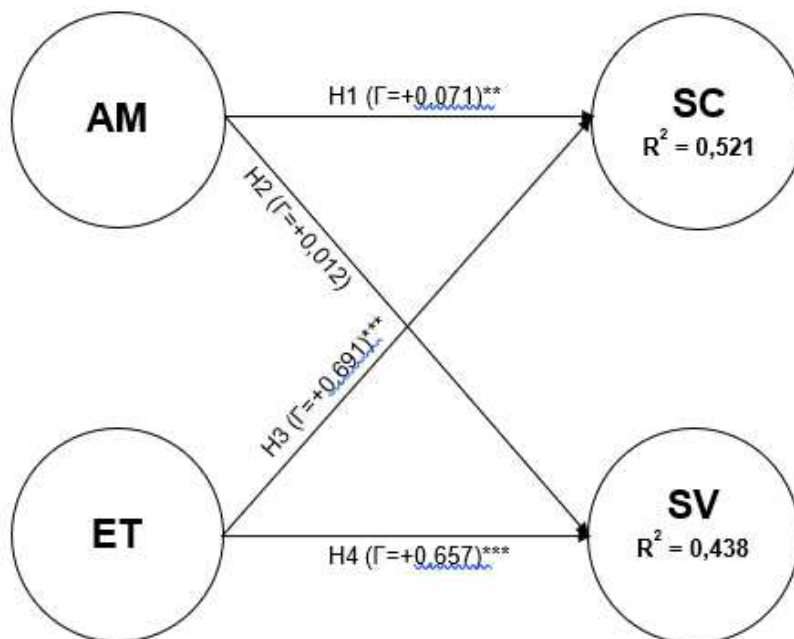 AM
H1 (Γ=+0,071)**
SC
R² = 0,521
H2 (Γ=+0,012)
H3 (Γ=+0,691)***
ET
H4 (Γ=+0,657)***
SV
R² = 0,438